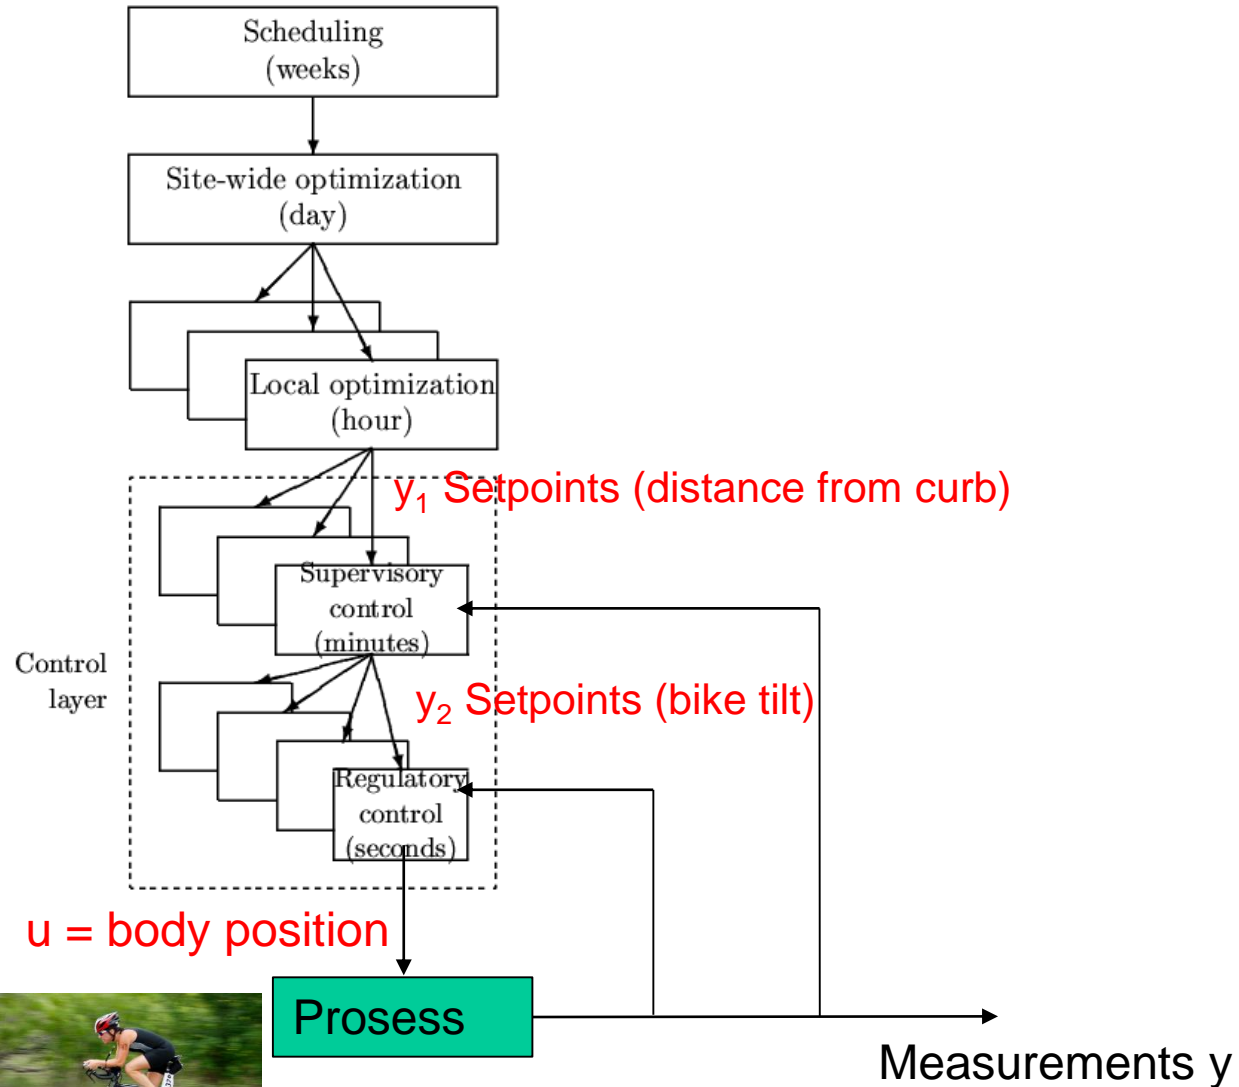 Scheduling
(weeks)
Site-wide optimization
(day)
Local optimization
(hour)
y₁ Setpoints (distance from curb)
Supervisory
control
(minutes)
Control
layer
y₂ Setpoints (bike tilt)
Regulatory
control
(seconds)
u = body position
Prosess
Measurements y